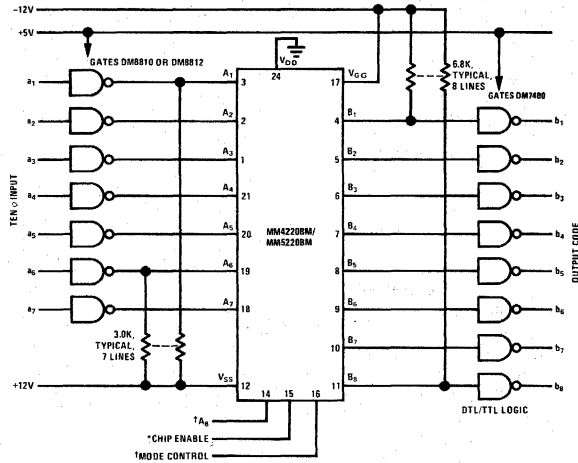 −12V
+5V
GATES DM8810 OR DM8812
VDD
24
VGG
17
6.8K,
TYPICAL,
8 LINES
GATES DM7400
a1
A1
3
4
B1
b1
a2
A2
2
5
B2
b2
a3
A3
1
6
B3
b3
TEN φ INPUT
a4
A4
21
7
B4
b4
MM4220BM/
MM5220BM
OUTPUT CODE
a5
A5
20
8
B5
b5
a6
A6
19
9
B6
b6
a7
A7
18
10
B7
b7
3.0K,
TYPICAL,
7 LINES
+12V
VSS
12
11
B8
b8
14
15
16
DTL/TTL LOGIC
†A8
*CHIP ENABLE
†MODE CONTROL